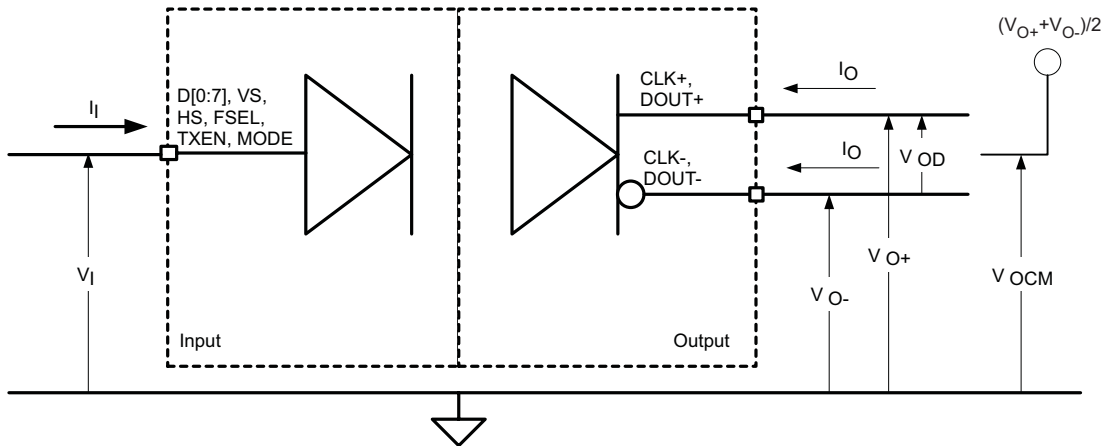 (VO++VO-)/2
II
D[0:7], VS,
HS, FSEL,
TXEN, MODE
CLK+,
DOUT+
IO
CLK-,
DOUT-
IO
V OD
VI
V O+
V O-
V OCM
Input
Output